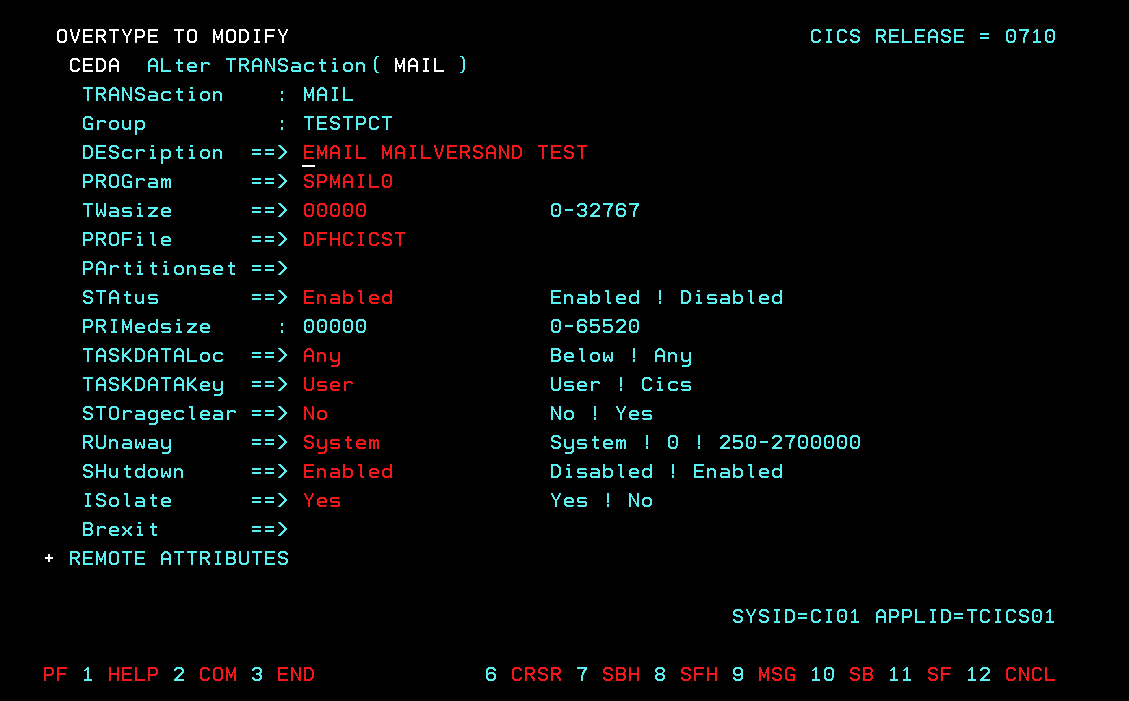 OVERTYPE TO MODIFY                                        CICS RELEASE = 0710
CEDA  ALter TRANSaction( MAIL )
TRANSaction    : MAIL
Group          : TESTPCT
DEScription  ==> EMAIL MAILVERSAND TEST
PROGram      ==> SPMAIL0
TWasize      ==> 00000              0-32767
PROFile      ==> DFHCICST
PArtitionset ==>
STAtus       ==> Enabled            Enabled ! Disabled
PRIMedsize     : 00000              0-65520
TASKDATALoc  ==> Any                Below ! Any
TASKDATAKey  ==> User               User ! Cics
STOrageclear ==> No                 No ! Yes
RUnaway      ==> System             System ! 0 ! 250-2700000
SHutdown     ==> Enabled            Disabled ! Enabled
ISolate      ==> Yes                Yes ! No
Brexit       ==>
+ REMOTE ATTRIBUTES
SYSID=CI01 APPLID=TCICS01
PF 1 HELP 2 COM 3 END             6 CRSR 7 SBH 8 SFH 9 MSG 10 SB 11 SF 12 CNCL